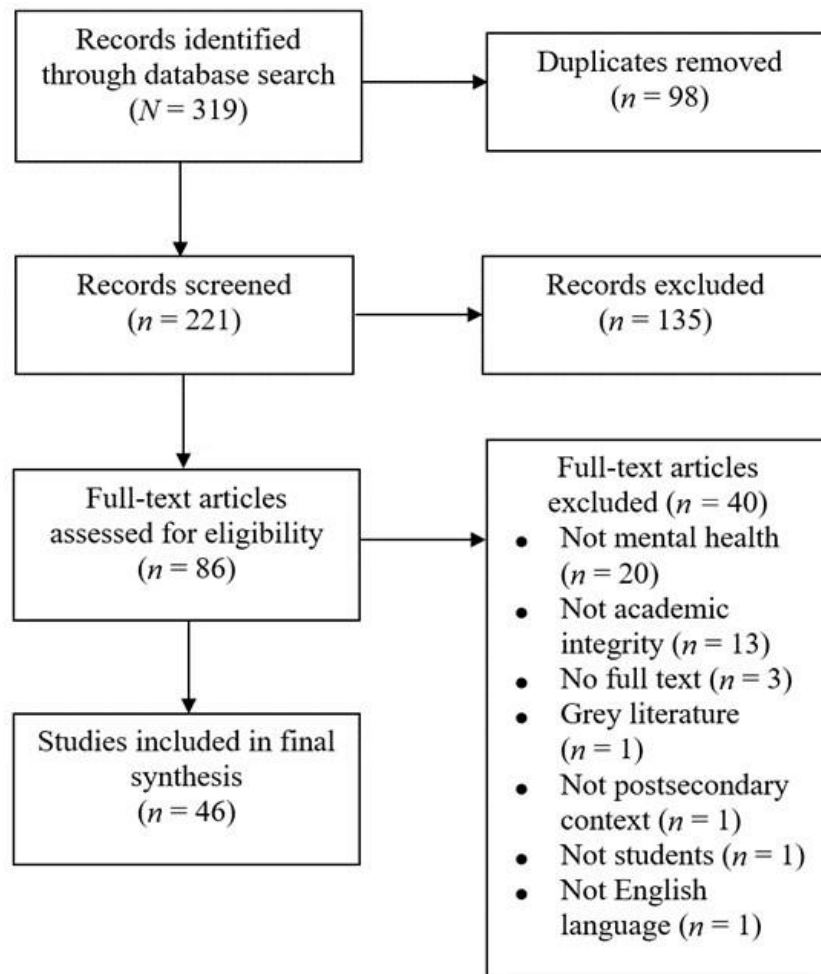 Records identified
through database search
(N = 319)
Duplicates removed
(n = 98)
Records screened
(n = 221)
Records excluded
(n = 135)
Full-text articles
assessed for eligibility
(n = 86)
Full-text articles
excluded (n = 40)
● Not mental health
(n = 20)
● Not academic
integrity (n = 13)
● No full text (n = 3)
● Grey literature
(n = 1)
● Not postsecondary
context (n = 1)
● Not students (n = 1)
● Not English
language (n = 1)
Studies included in final
synthesis
(n = 46)